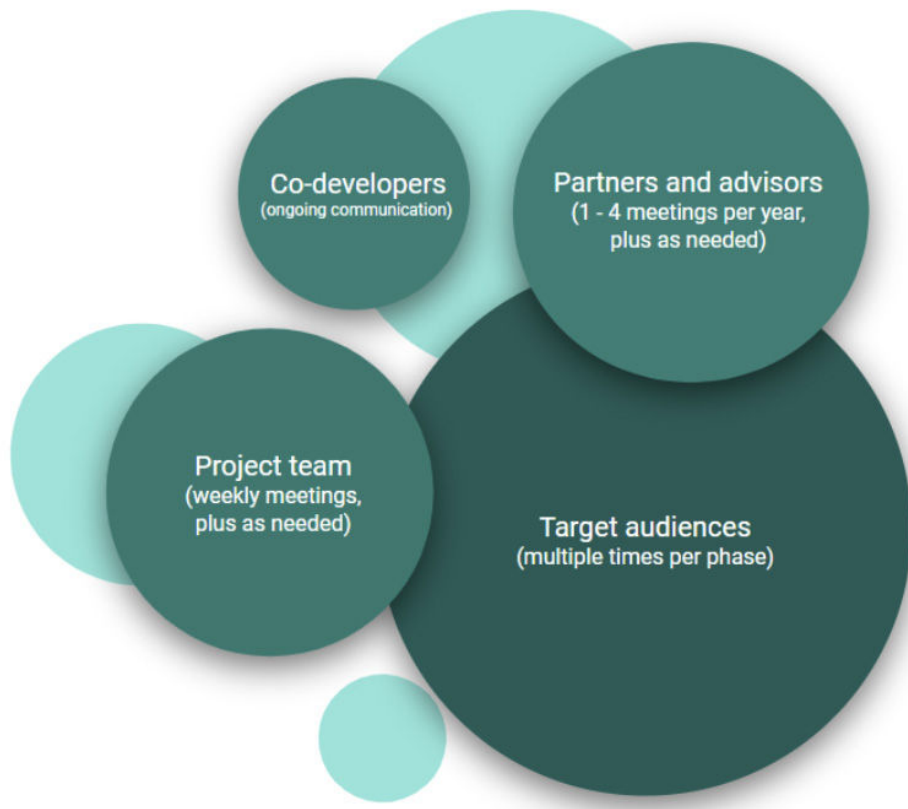 Co-developers
(ongoing communication)
Partners and advisors
(1 - 4 meetings per year,
plus as needed)
Project team
(weekly meetings,
plus as needed)
Target audiences
(multiple times per phase)